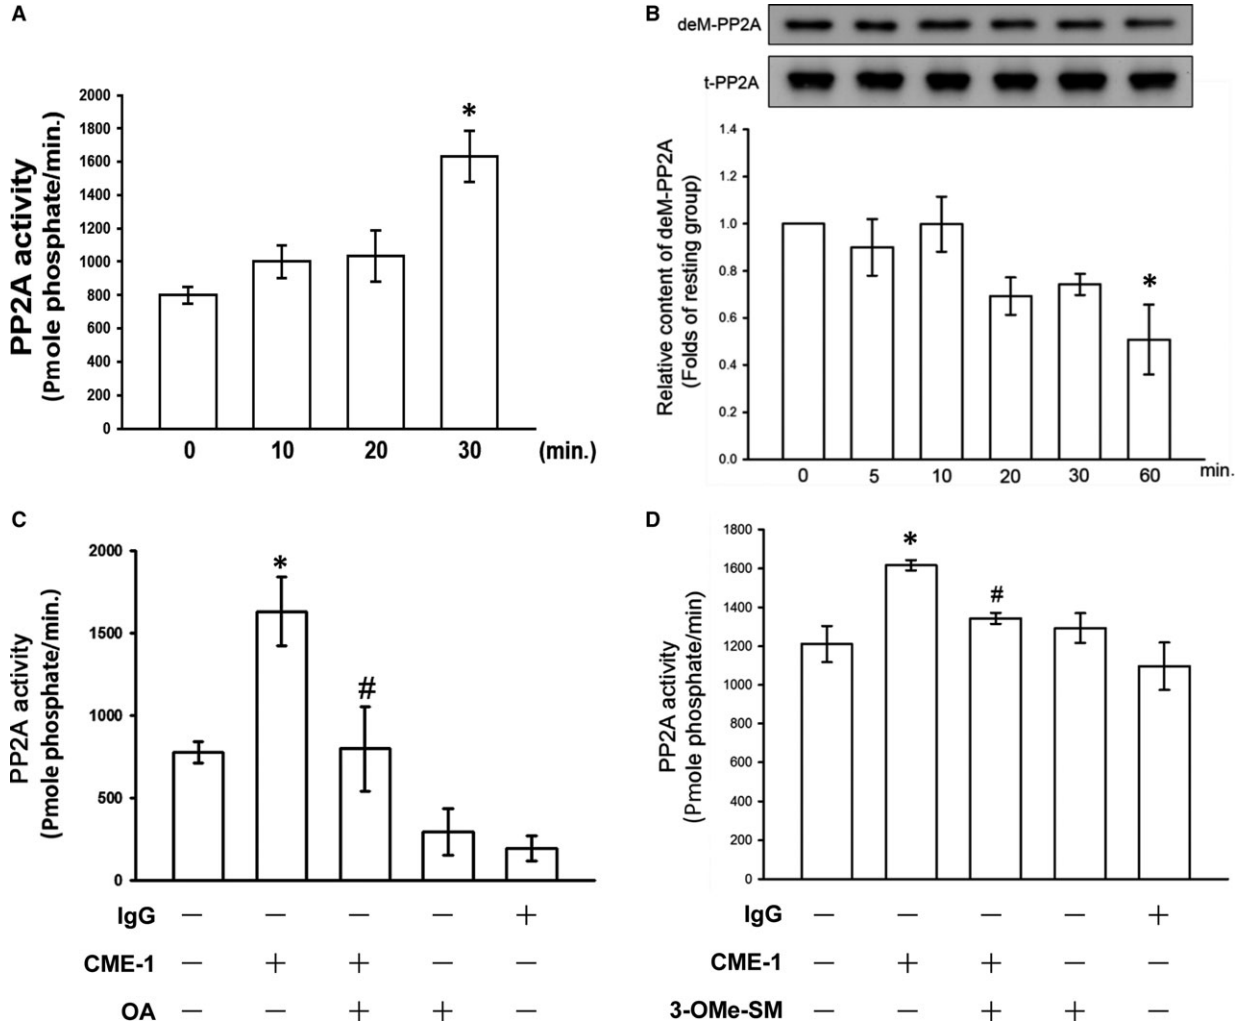 A
PP2A activity
(Pmole phosphate/min.)
2000
1800
1600
1400
1200
1000
800
600
400
200
0
*
0 10 20 30 (min.)
B
deM-PP2A
t-PP2A
Relative content of deM-PP2A
(Folds of resting group)
1.4
1.2
1.0
0.8
0.6
0.4
0.2
0.0
*
0 5 10 20 30 60 min.
C
PP2A activity
(Pmole phosphate/min.)
2000
1500
1000
500
0
*
#
IgG − − − − +
CME-1 − + + − −
OA − − + + −
D
PP2A activity
(Pmole phosphate/min)
1800
1600
1400
1200
1000
800
600
400
200
0
*
#
IgG − − − − +
CME-1 − + + − −
3-OMe-SM − − + + −